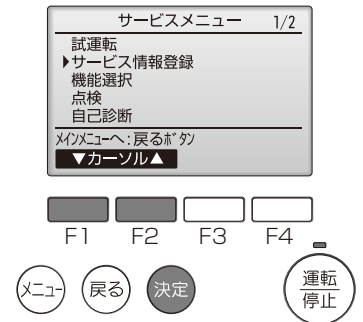 サービスメニュー 1/2
試運転
▶サービス情報登録
機能選択
点検
自己診断
メインメニューへ:戻るボタン
▼カーソル▲
F1 F2 F3 F4
メニュー 戻る 決定 運転
停止